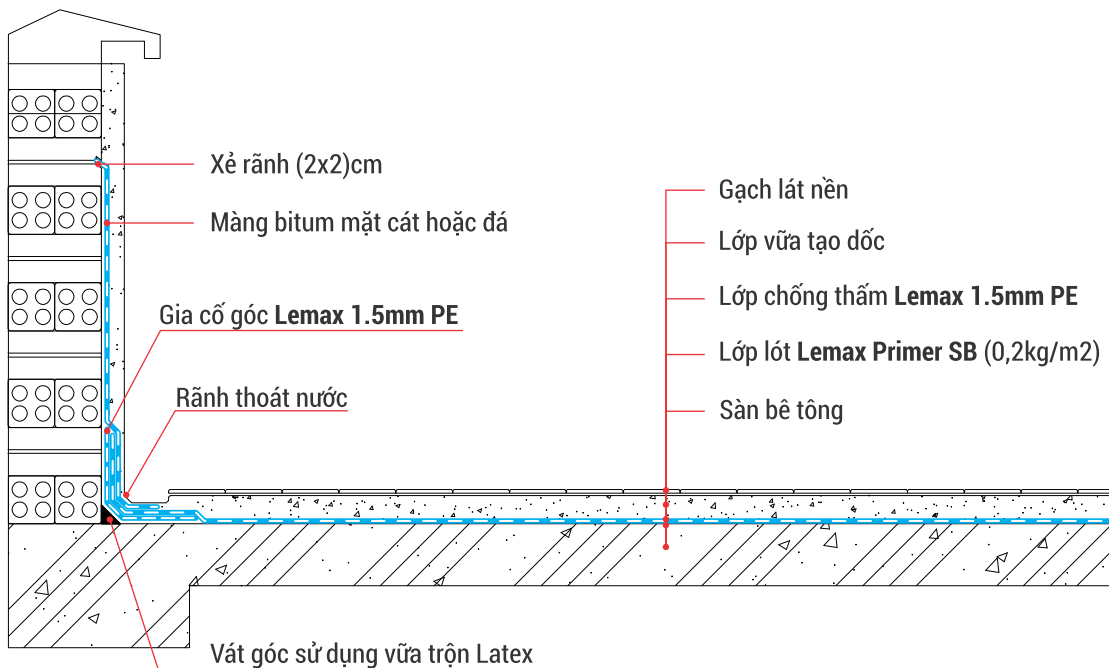 Xẻ rãnh (2x2)cm
Màng bitum mặt cát hoặc đá
Gia cố góc Lemax 1.5mm PE
Rãnh thoát nước
Gạch lát nền
Lớp vữa tạo dốc
Lớp chống thấm Lemax 1.5mm PE
Lớp lót Lemax Primer SB (0,2kg/m2)
Sàn bê tông
Vát góc sử dụng vữa trộn Latex